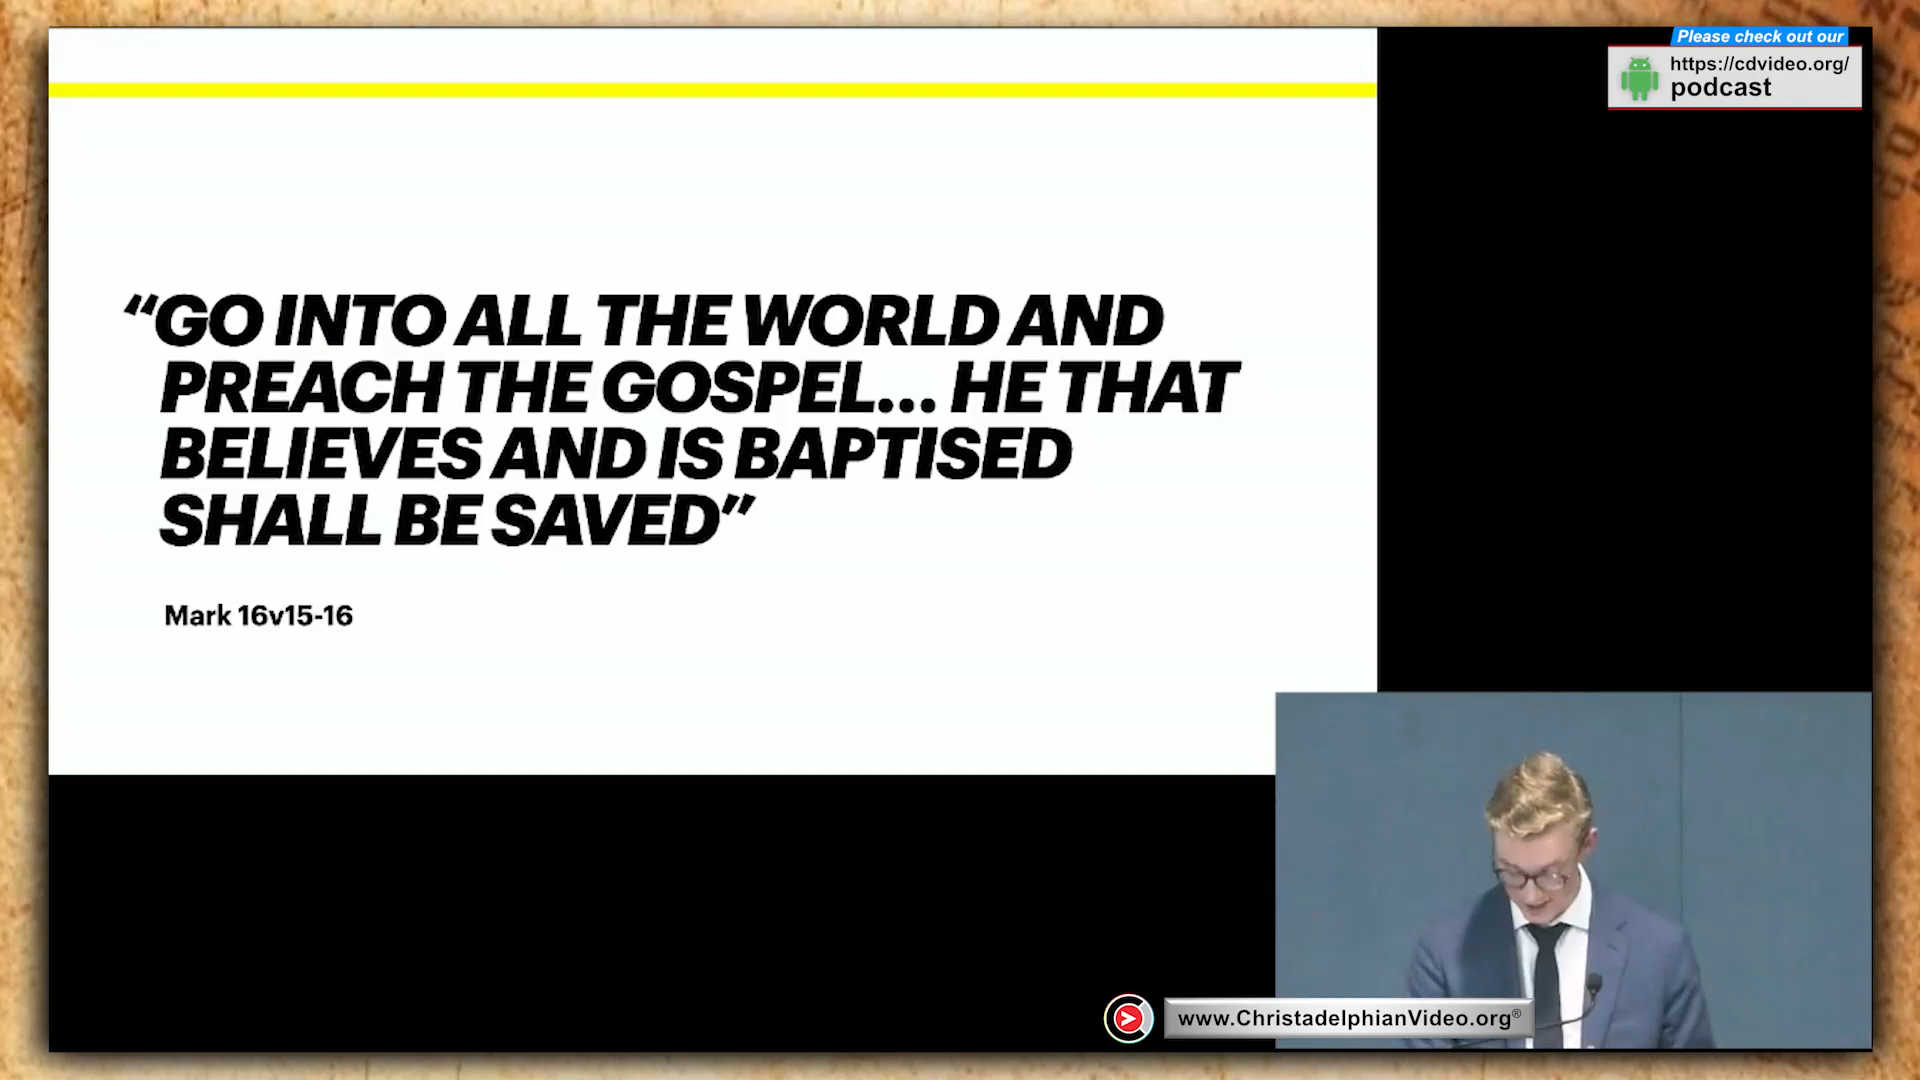 Please check out our
https://cdvideo.org/
podcast
“GO INTO ALL THE WORLD AND
PREACH THE GOSPEL... HE THAT
BELIEVES AND IS BAPTISED
SHALL BE SAVED”
Mark 16v15-16
www.ChristadelphianVideo.org®